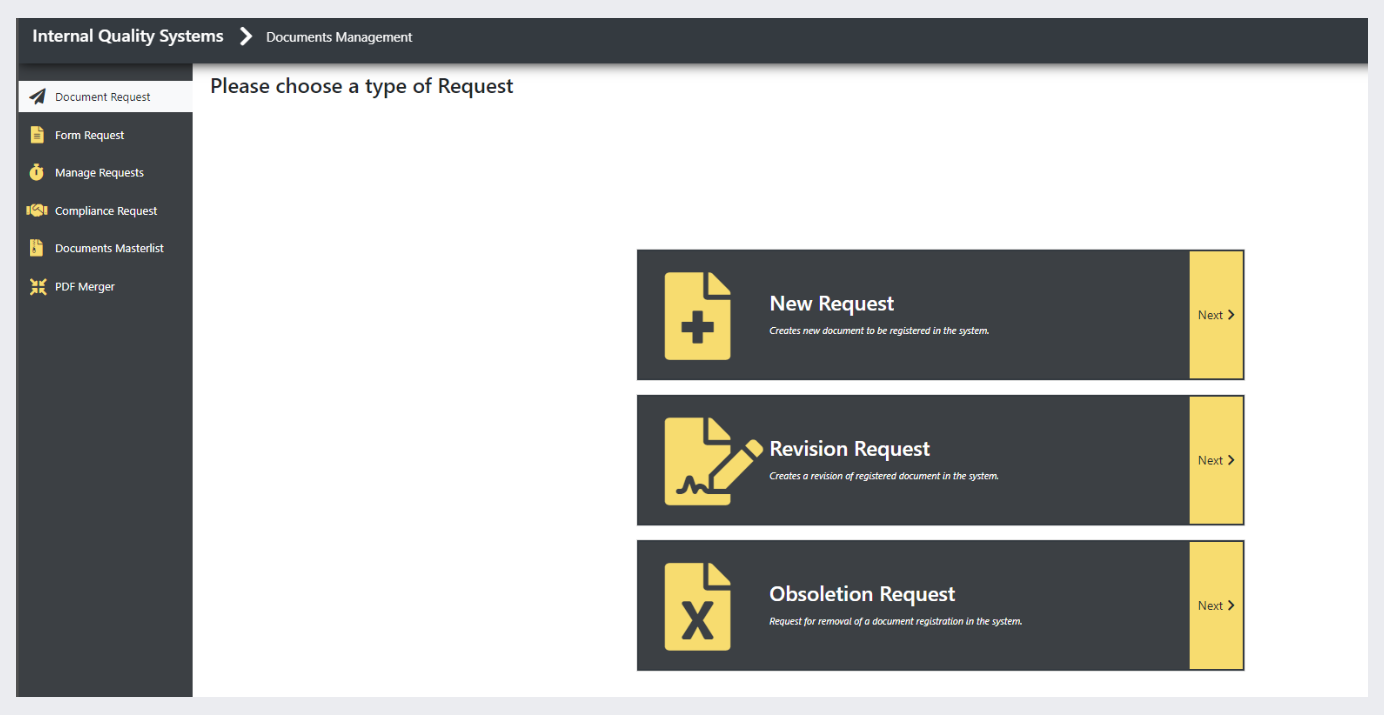 Internal Quality Systems
Documents Management
Document Request
Form Request
Manage Requests
Compliance Request
Documents Masterlist
PDF Merger
Please choose a type of Request
New Request
Creates new document to be registered in the system.
Next
Revision Request
Creates a revision of registered document in the system.
Next
Obsoletion Request
Request for removal of a document registration in the system.
Next